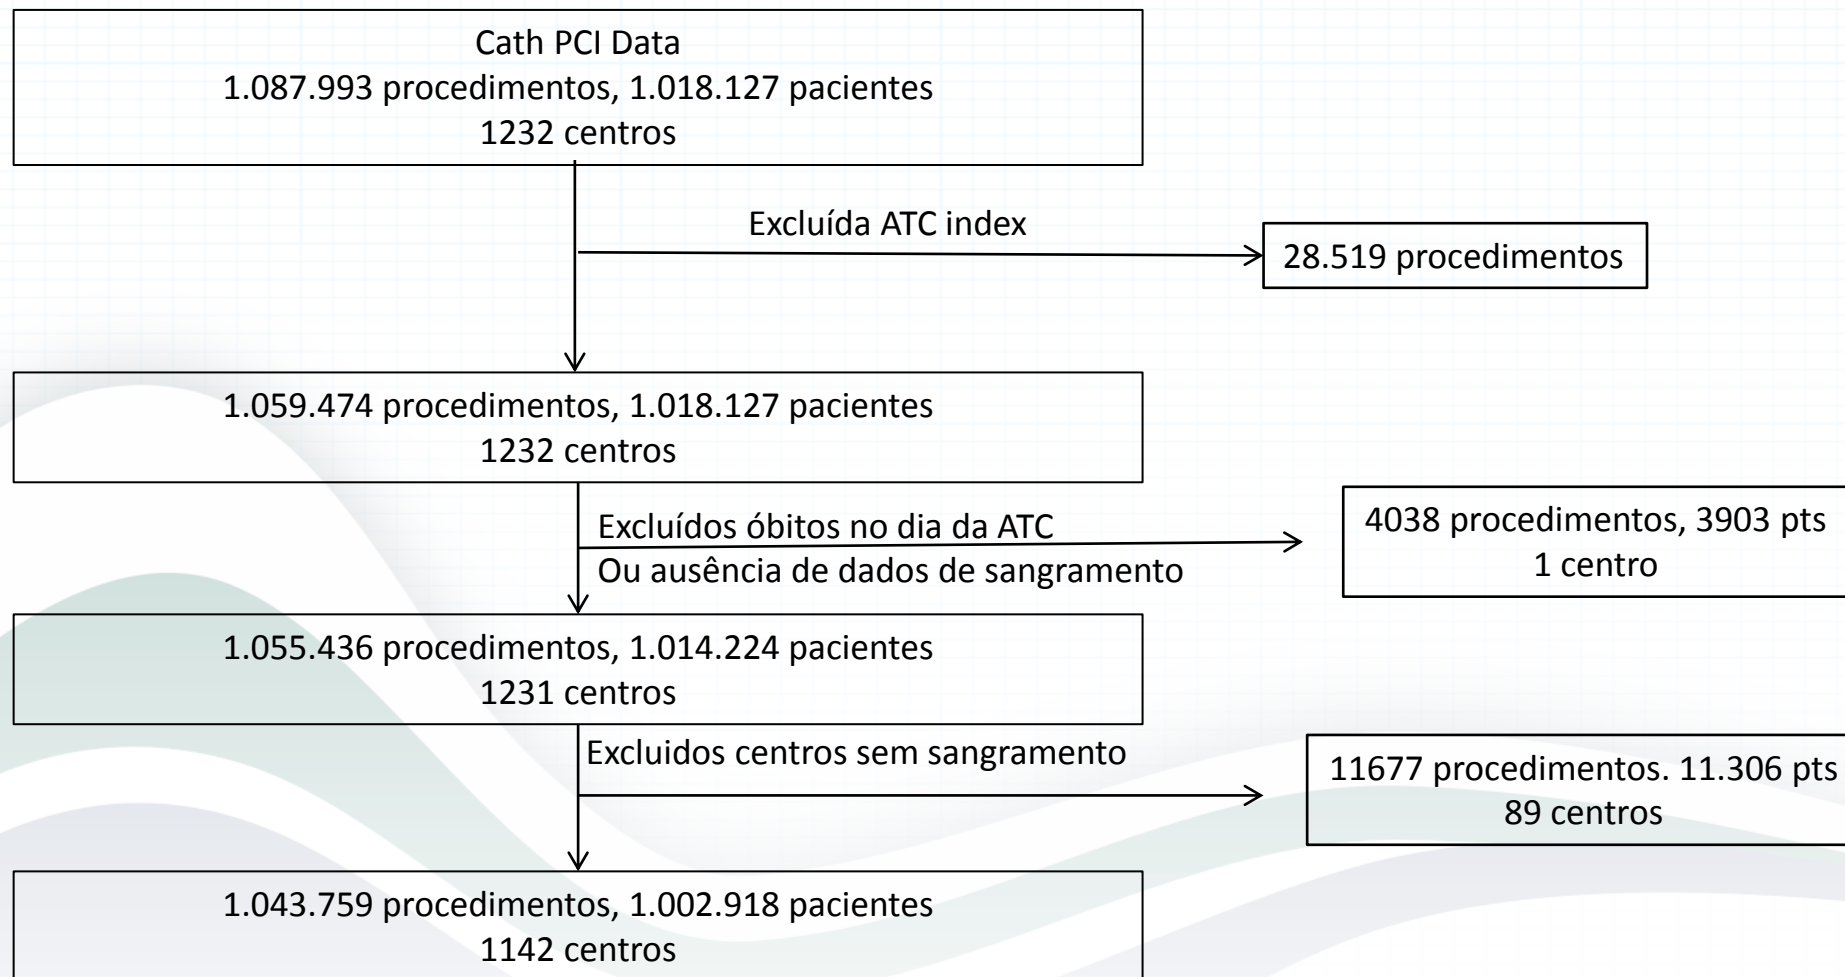 Cath PCI Data
1.087.993 procedimentos, 1.018.127 pacientes
1232 centros
Excluída ATC index
28.519 procedimentos
1.059.474 procedimentos, 1.018.127 pacientes
1232 centros
Excluídos óbitos no dia da ATC
Ou ausência de dados de sangramento
4038 procedimentos, 3903 pts
1 centro
1.055.436 procedimentos, 1.014.224 pacientes
1231 centros
Excluidos centros sem sangramento
11677 procedimentos. 11.306 pts
89 centros
1.043.759 procedimentos, 1.002.918 pacientes
1142 centros